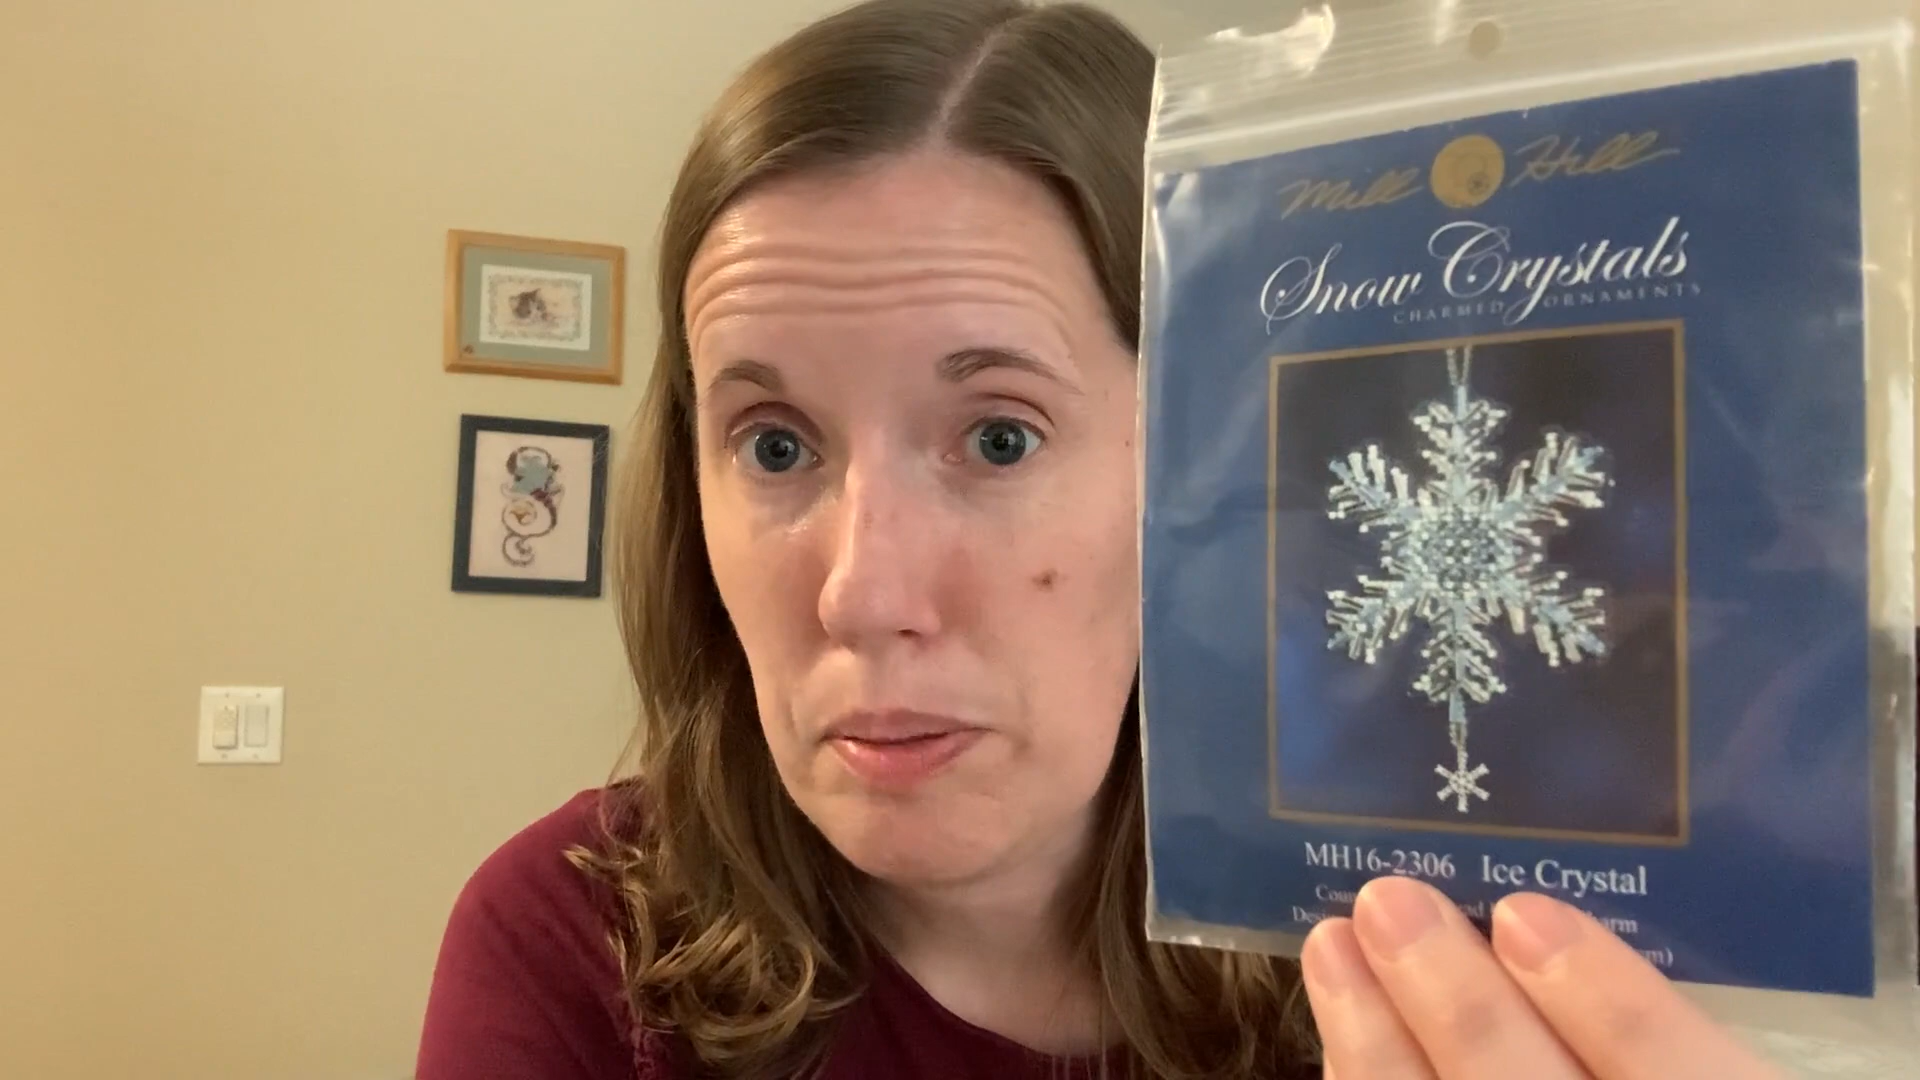 Mill Hill
Snow Crystals
CHARMED ORNAMENTS
MH16-2306 Ice Crystal